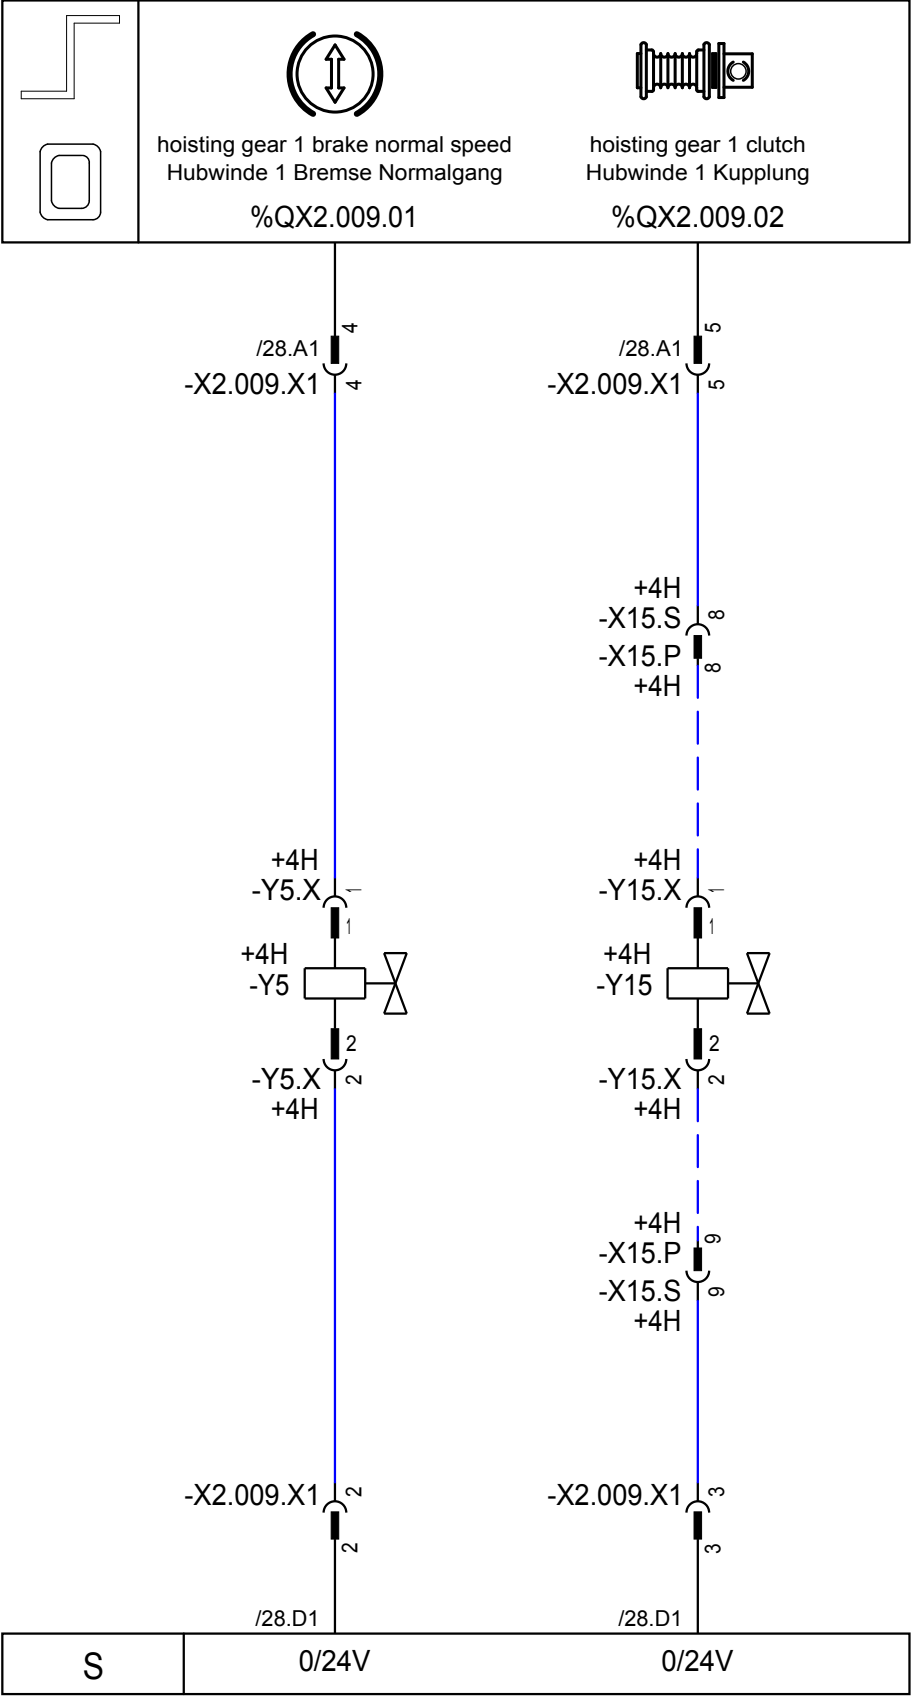 hoisting gear 1 brake normal speed
Hubwinde 1 Bremse Normalgang
%QX2.009.01
hoisting gear 1 clutch
Hubwinde 1 Kupplung
%QX2.009.02
4
/28.A1
-X2.009.X1
4
5
/28.A1
-X2.009.X1
5
+4H
-X15.S
8
-X15.P
8
+4H
+4H
-Y5.X
1
1
+4H
-Y5
2
-Y5.X
2
+4H
+4H
-Y15.X
1
1
+4H
-Y15
2
-Y15.X
2
+4H
+4H
-X15.P
9
-X15.S
9
+4H
-X2.009.X1
2
2
/28.D1
-X2.009.X1
3
3
/28.D1
S
0/24V
0/24V